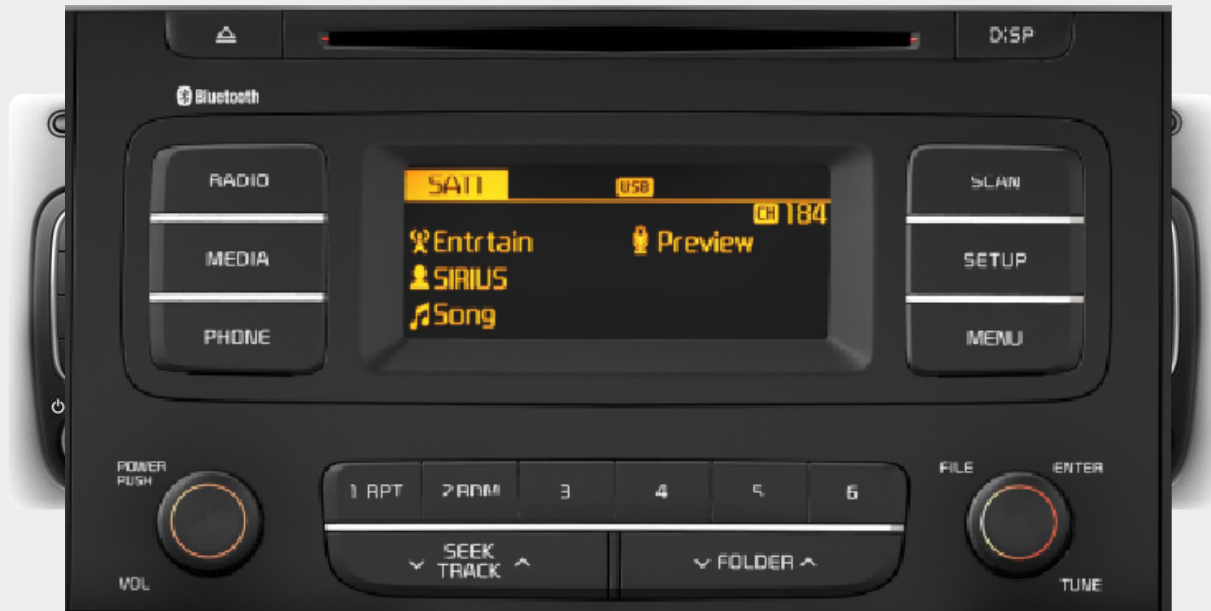 DISP
Bluetooth
RADIO
MEDIA
PHONE
SAT1
USB
CH 184
Entrtain
Preview
SIRIUS
Song
SCAN
SETUP
MENU
POWER
PUSH
VOL
1 RPT
2 RDM
3
4
5
6
SEEK
TRACK
FOLDER
FILE
ENTER
TUNE